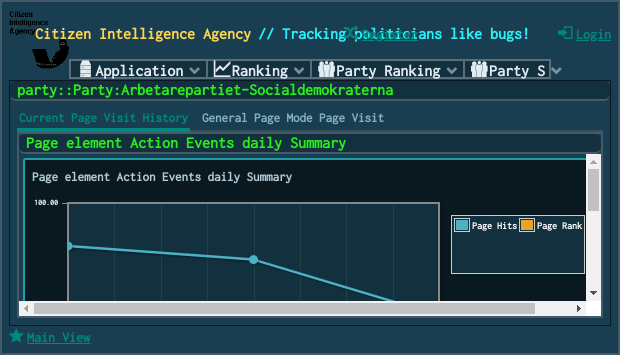 Citizen
Intelligence
Agency
Citizen Intelligence Agency // Tracking politicians like bugs!
Register
Login
Application Ranking Party Ranking Party S
party::Party:Arbetarepartiet-Socialdemokraterna
Current Page Visit History General Page Mode Page Visit
Page element Action Events daily Summary
Page element Action Events daily Summary
100.00
Page Hits Page Rank
Main View